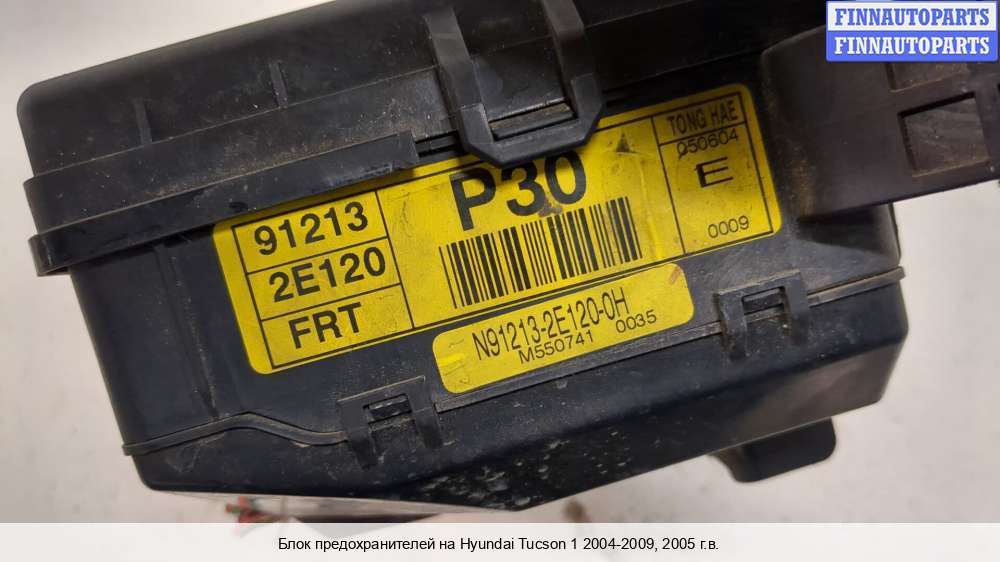 FINNAUTOPARTS
FINNAUTOPARTS
91213
2E120
FRT
P30
TONG HAE
050604
E
0009
N91213-2E120-0H
M550741 0035
Блок предохранителей на Hyundai Tucson 1 2004-2009, 2005 г.в.